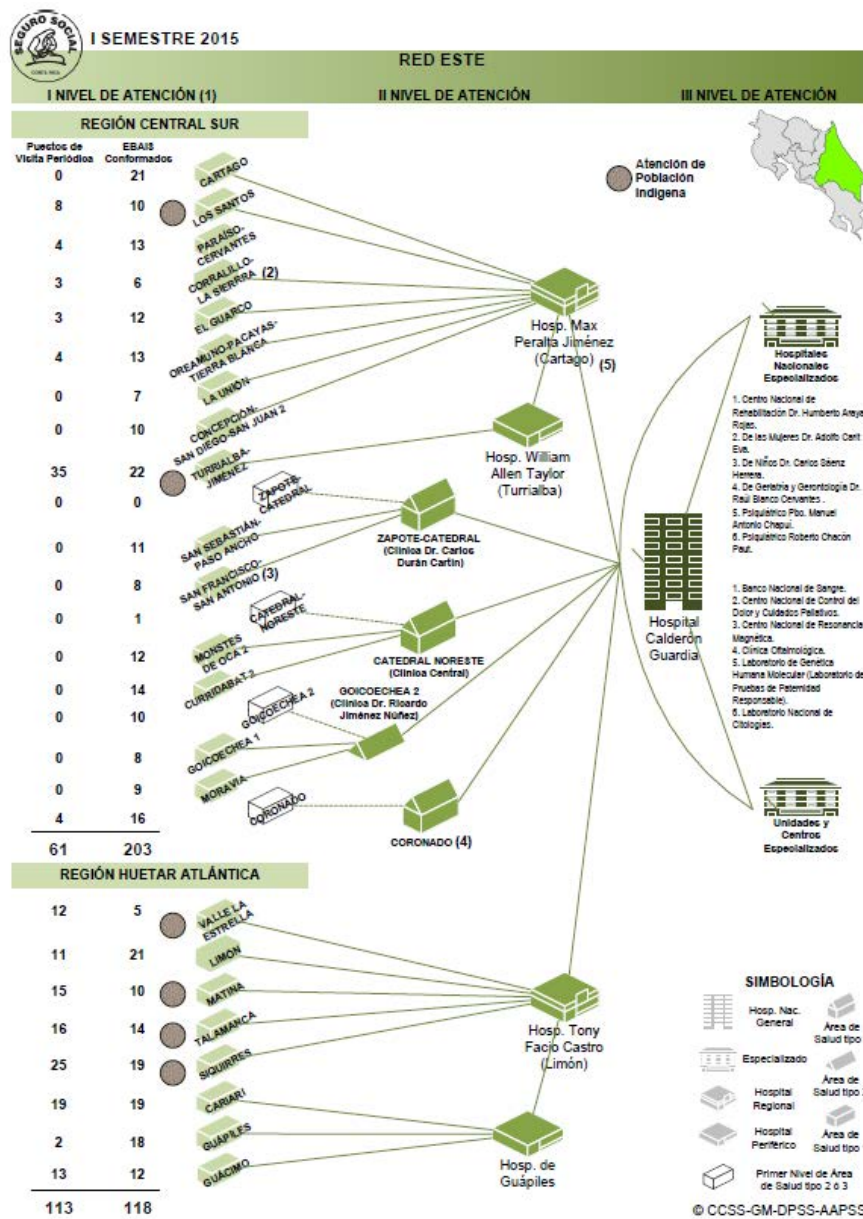 SEGURO SOCIAL
COSTA RICA
I SEMESTRE 2015
RED ESTE
I NIVEL DE ATENCIÓN (1)
II NIVEL DE ATENCIÓN
III NIVEL DE ATENCIÓN
REGIÓN CENTRAL SUR
Puestos de Visita Periódica
EBAIS Conformados
Atención de
Población
Indígena
0 21 CARTAGO
8 10 LOS SANTOS
4 13 PARAÍSO-
CERVANTES
3 6 CORRALILLO-
LA SIERRRA (2)
3 12 EL GUARCO
4 13 OREAMUNO-PACAYAS-
TIERRA BLANCA
0 7 LA UNIÓN
0 10 CONCEPCIÓN-
SAN DIEGO-SAN JUAN 2
35 22 TURRIALBA-
JIMÉNEZ
0 0 ZAPOTE-
CATEDRAL
0 11 SAN SEBASTIÁN-
PASO ANCHO
0 8 SAN FRANCISCO-
SAN ANTONIO (3)
0 1 CATEDRAL-
NORESTE
0 12 MONSTES
DE OCA 2
0 14 CURRIDABAT 2
0 10 GOICOECHEA 2
0 8 GOICOECHEA 1
0 9 MORAVIA
4 16 CORONADO
61 203
Hosp. Max
Peralta Jiménez
(Cartago) (5)
Hosp. William
Allen Taylor
(Turrialba)
ZAPOTE-CATEDRAL
(Clínica Dr. Carlos
Durán Cartín)
CATEDRAL NORESTE
(Clínica Central)
GOICOECHEA 2
(Clínica Dr. Ricardo
Jiménez Núñez)
CORONADO (4)
Hospital
Calderón
Guardia
Hospitales
Nacionales
Especializados
1. Centro Nacional de
Rehabilitación Dr. Humberto Araya
Rojas.
2. De las Mujeres Dr. Adolfo Carit
Eva.
3. De Niños Dr. Carlos Sáenz
Herrera.
4. De Geriatría y Gerontología Dr.
Raúl Blanco Cervantes .
5. Psiquiátrico Pbo. Manuel
Antonio Chapuí.
6. Psiquiátrico Roberto Chacón
Paut.
1. Banco Nacional de Sangre.
2. Centro Nacional de Control del
Dolor y Cuidados Paliativos.
3. Centro Nacional de Resonancia
Magnética.
4. Clínica Oftalmológica.
5. Laboratorio de Genética
Humana Molecular (Laboratorio de
Pruebas de Paternidad
Responsable).
6. Laboratorio Nacional de
Citologías.
Unidades y
Centros
Especializados
REGIÓN HUETAR ATLÁNTICA
12 5 VALLE LA
ESTRELLA
11 21 LIMÓN
15 10 MATINA
16 14 TALAMANCA
25 19 SIQUIRRES
19 19 CARIARI
2 18 GUÁPILES
13 12 GUÁCIMO
113 118
Hosp. Tony
Facio Castro
(Limón)
Hosp. de
Guápiles
SIMBOLOGÍA
Hosp. Nac.
General
Área de
Salud tipo
Especializado
Área de
Salud tipo
Hospital
Regional
Hospital
Periférico
Área de
Salud tipo
Primer Nivel de Área
de Salud tipo 2 ó 3
© CCSS-GM-DPSS-AAPSS